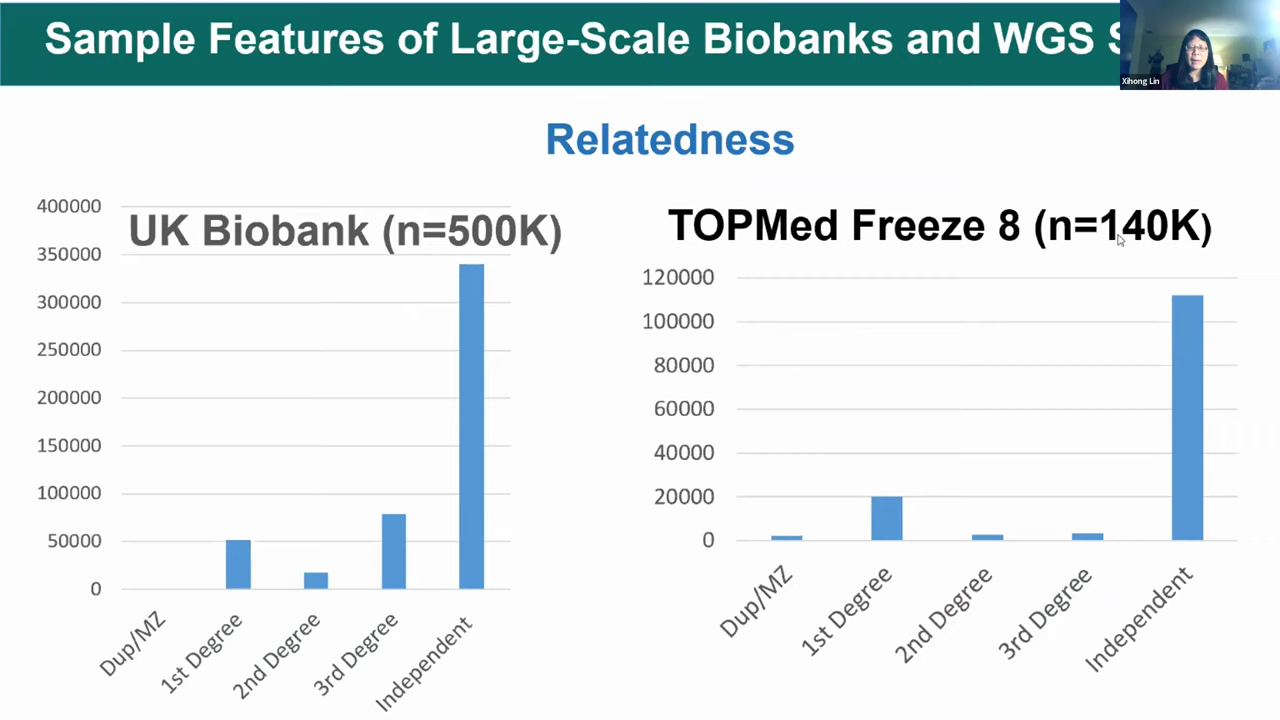 Sample Features of Large-Scale Biobanks and WGS S
Xihong Lin
Relatedness
UK Biobank (n=500K)
400000
350000
300000
250000
200000
150000
100000
50000
0
Dup/MZ
1st Degree
2nd Degree
3rd Degree
Independent
TOPMed Freeze 8 (n=140K)
120000
100000
80000
60000
40000
20000
0
Dup/MZ
1st Degree
2nd Degree
3rd Degree
Independent